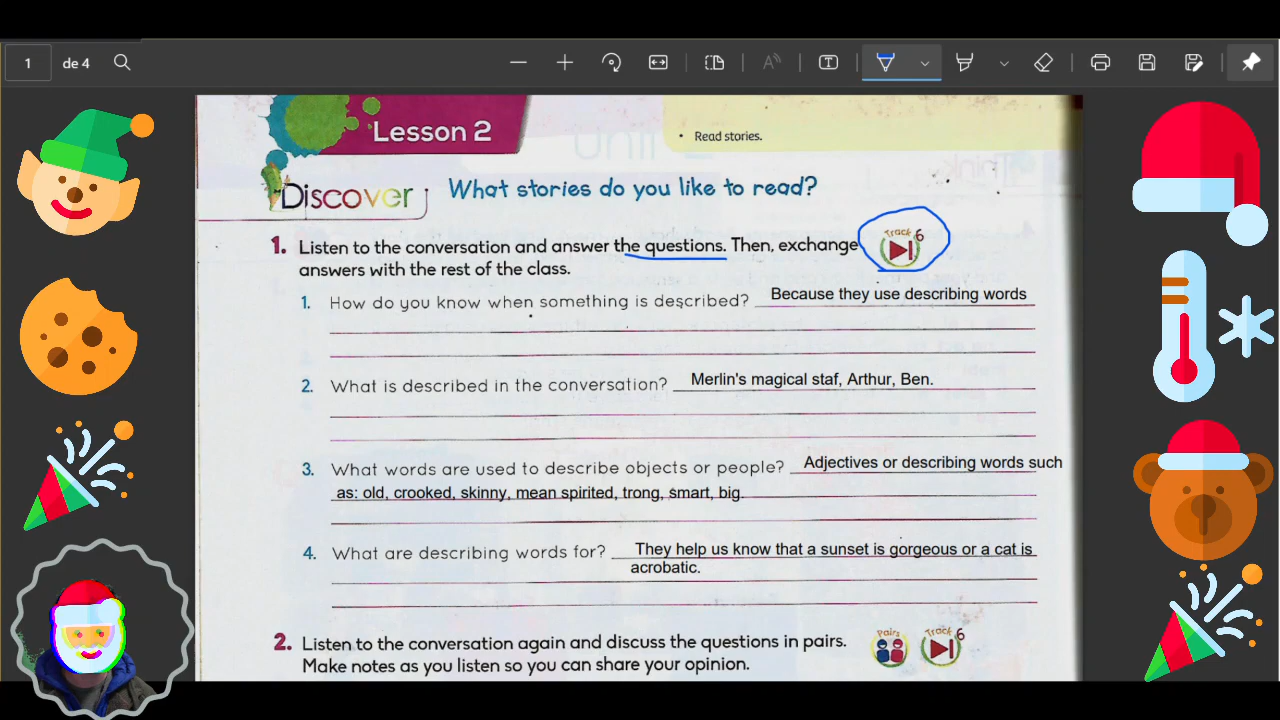 1 de 4
Lesson 2
• Read stories.
Discover What stories do you like to read?
1. Listen to the conversation and answer the questions. Then, exchange Track 6
answers with the rest of the class.
1. How do you know when something is described? Because they use describing words
2. What is described in the conversation? Merlin's magical staf, Arthur, Ben.
3. What words are used to describe objects or people? Adjectives or describing words such
as: old, crooked, skinny, mean spirited, trong, smart, big.
4. What are describing words for? They help us know that a sunset is gorgeous or a cat is
acrobatic.
2. Listen to the conversation again and discuss the questions in pairs. Pairs Track 6
Make notes as you listen so you can share your opinion.